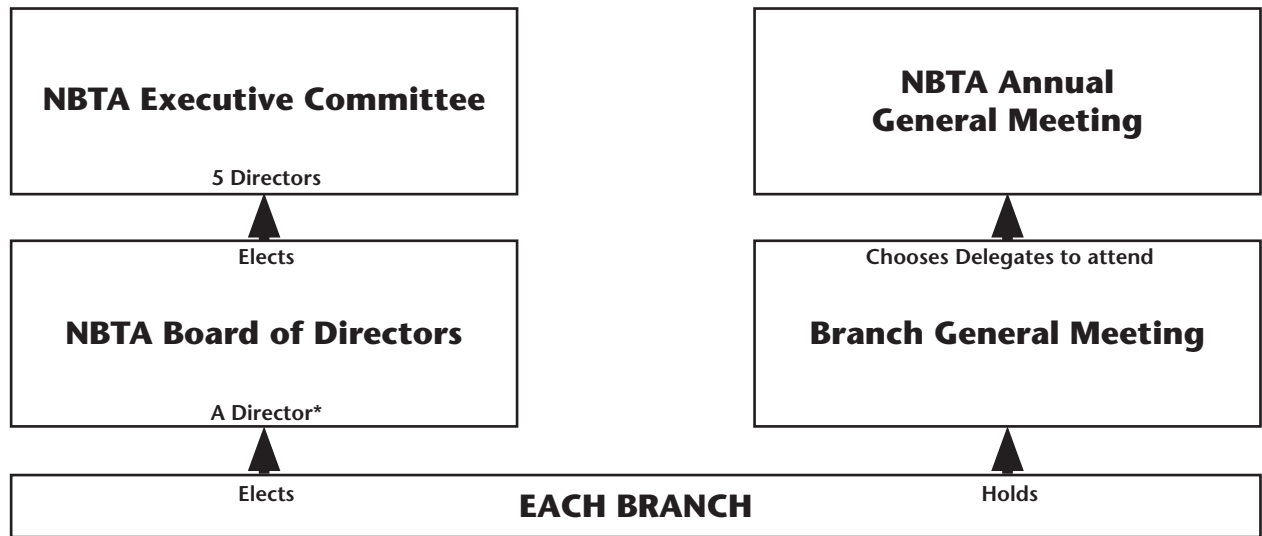 NBTA Executive Committee
5 Directors
NBTA Annual
General Meeting
Elects
NBTA Board of Directors
A Director*
Chooses Delegates to attend
Branch General Meeting
Elects
EACH BRANCH
Holds